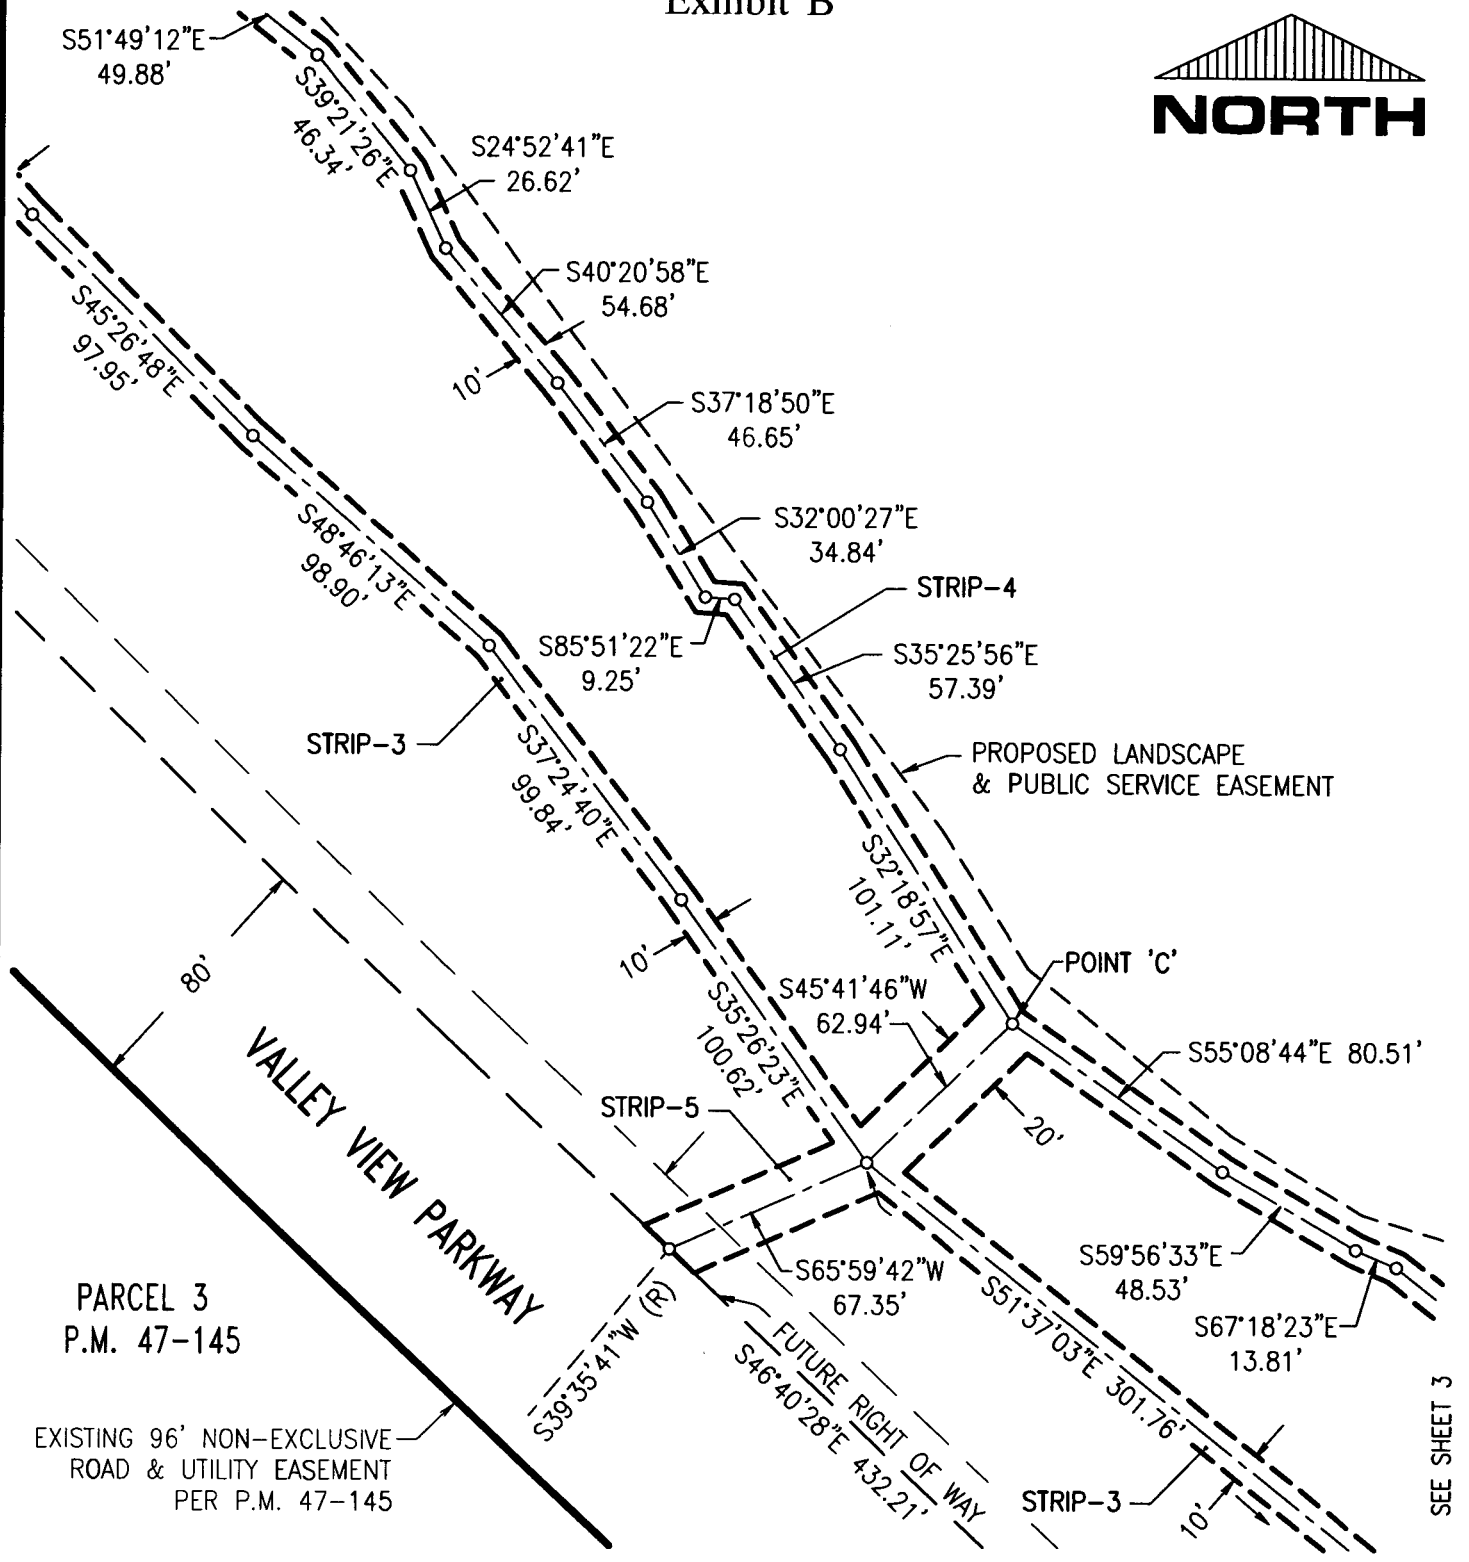 Exhibit B
NORTH
S51°49'12"E
49.88'
S39°21'26"E
46.34'
S24°52'41"E
26.62'
S40°20'58"E
54.68'
10'
S45°26'48"E
97.95'
S37°18'50"E
46.65'
S48°46'13"E
98.90'
S32°00'27"E
34.84'
STRIP-4
S85°51'22"E
9.25'
S35°25'56"E
57.39'
STRIP-3
S37°24'40"E
99.84'
PROPOSED LANDSCAPE
& PUBLIC SERVICE EASEMENT
S32°18'57"E
101.11'
10'
80'
POINT 'C'
S45°41'46"W
62.94'
S35°26'23"E
100.62'
S55°08'44"E 80.51'
STRIP-5
20'
VALLEY VIEW PARKWAY
S65°59'42"W
67.35'
S59°56'33"E
48.53'
S67°18'23"E
13.81'
S51°37'03"E 301.76'
PARCEL 3
P.M. 47-145
S39°35'41"W (R)
FUTURE RIGHT OF WAY
S46°40'28"E 432.21'
EXISTING 96' NON-EXCLUSIVE
ROAD & UTILITY EASEMENT
PER P.M. 47-145
STRIP-3
10'
SEE SHEET 3